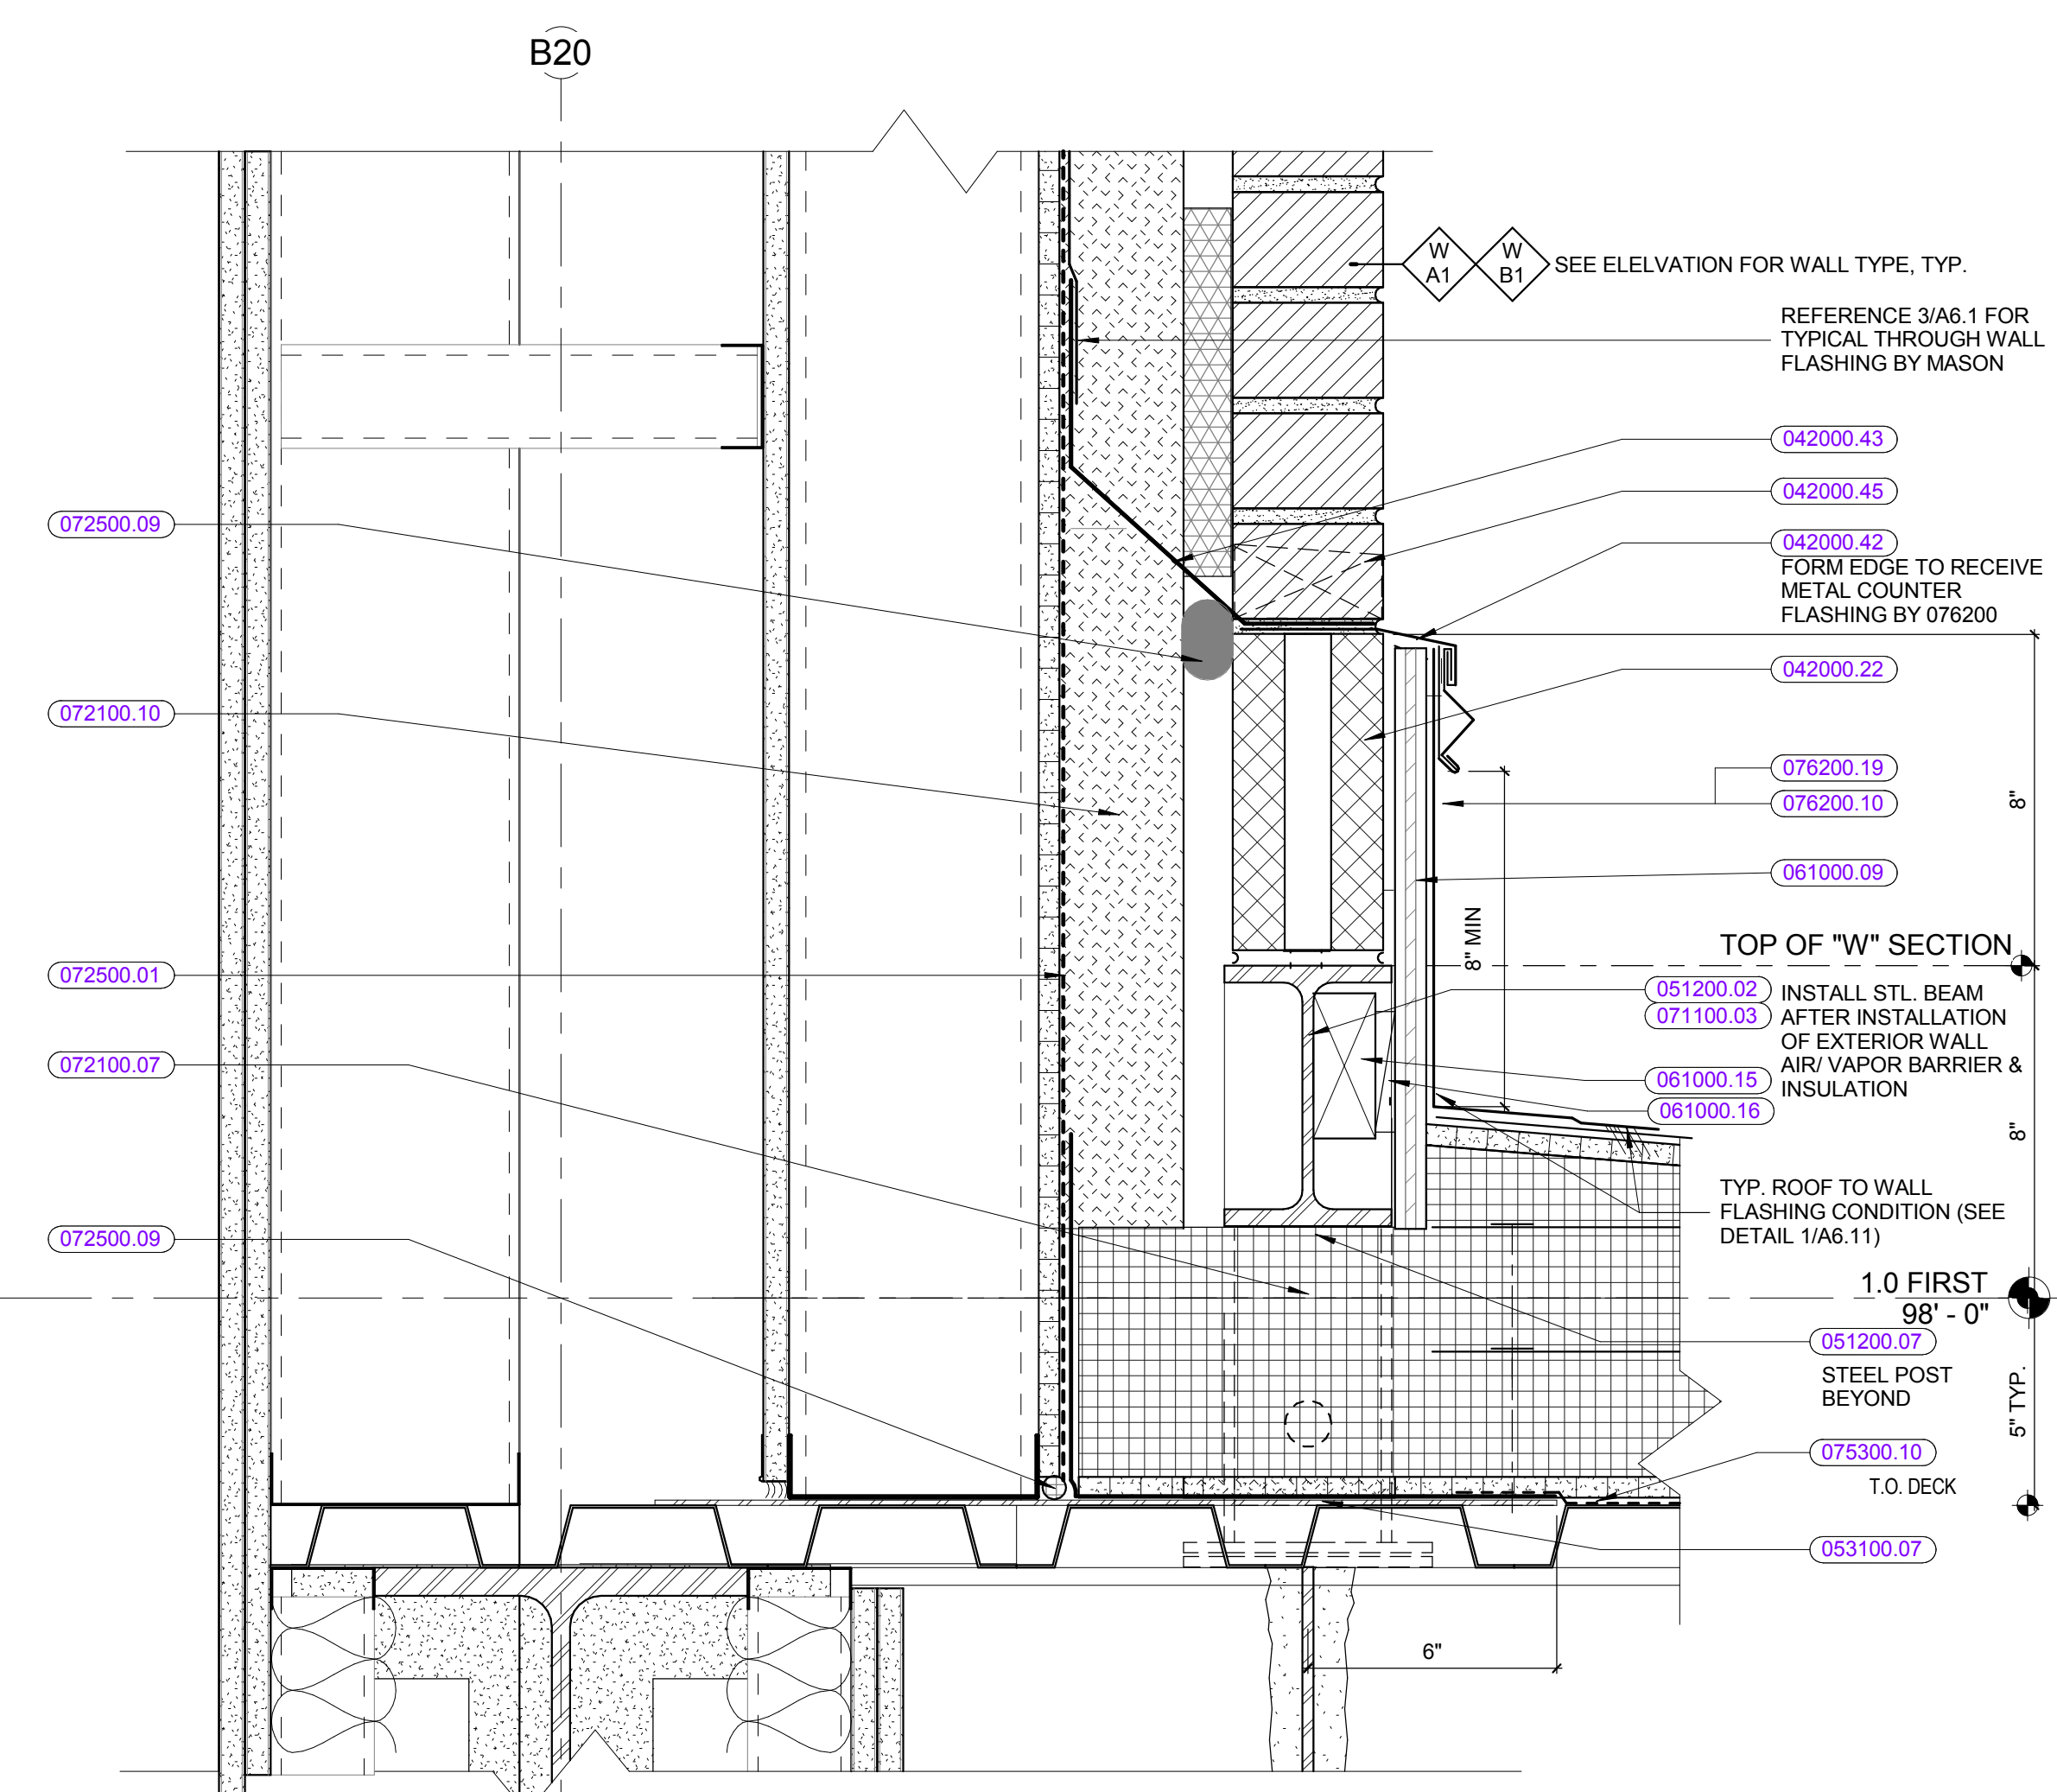 B20
W
A1
W
B1
SEE ELELVATION FOR WALL TYPE, TYP.
REFERENCE 3/A6.1 FOR
TYPICAL THROUGH WALL
FLASHING BY MASON
042000.43
042000.45
072500.09
042000.42
FORM EDGE TO RECEIVE
METAL COUNTER
FLASHING BY 076200
042000.22
072100.10
076200.19
076200.10
8"
061000.09
8" MIN
TOP OF "W" SECTION
072500.01
051200.02
071100.03
INSTALL STL. BEAM
AFTER INSTALLATION
OF EXTERIOR WALL
AIR/ VAPOR BARRIER &
INSULATION
072100.07
061000.15
061000.16
8"
TYP. ROOF TO WALL
FLASHING CONDITION (SEE
DETAIL 1/A6.11)
072500.09
1.0 FIRST
98' - 0"
051200.07
STEEL POST
BEYOND
5" TYP.
075300.10
T.O. DECK
053100.07
6"